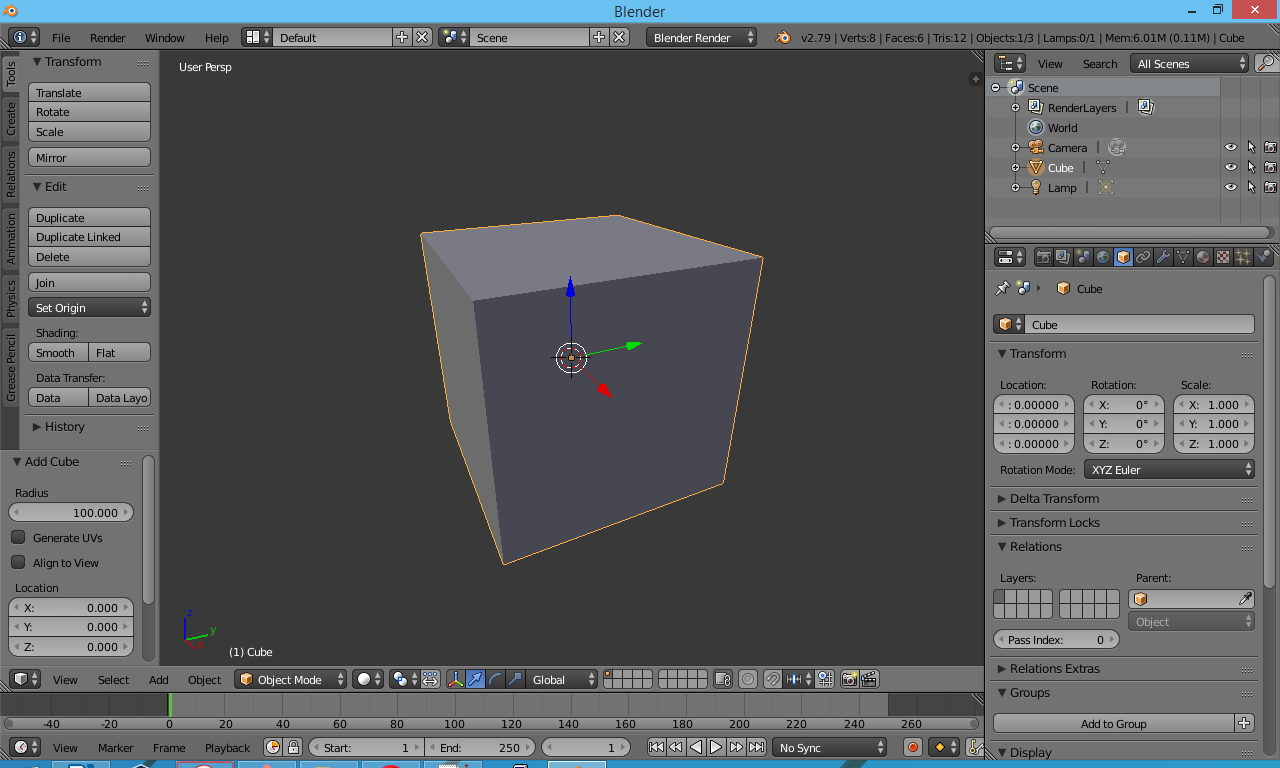 Blender
File Render Window Help Default Scene Blender Render v2.79 | Verts:8 | Faces:6 | Tris:12 | Objects:1/3 | Lamps:0/1 | Mem:6.01M (0.11M) | Cube
Tools
Create
Relations
Animation
Physics
Grease Pencil
Transform
Translate
Rotate
Scale
Mirror
Edit
Duplicate
Duplicate Linked
Delete
Join
Set Origin
Shading:
Smooth Flat
Data Transfer:
Data Data Layo
History
Add Cube
Radius
100.000
Generate UVs
Align to View
Location
X: 0.000
Y: 0.000
Z: 0.000
User Persp
z
y
(1) Cube
View Select Add Object Object Mode Global
-40 -20 0 20 40 60 80 100 120 140 160 180 200 220 240 260
View Marker Frame Playback Start: 1 End: 250 1 No Sync
View Search All Scenes
Scene
RenderLayers |
World
Camera |
Cube |
Lamp |
Cube
Cube
Transform
Location: Rotation: Scale:
: 0.00000 X: 0° X: 1.000
: 0.00000 Y: 0° Y: 1.000
: 0.00000 Z: 0° Z: 1.000
Rotation Mode: XYZ Euler
Delta Transform
Transform Locks
Relations
Layers: Parent:
Object
Pass Index: 0
Relations Extras
Groups
Add to Group
Display